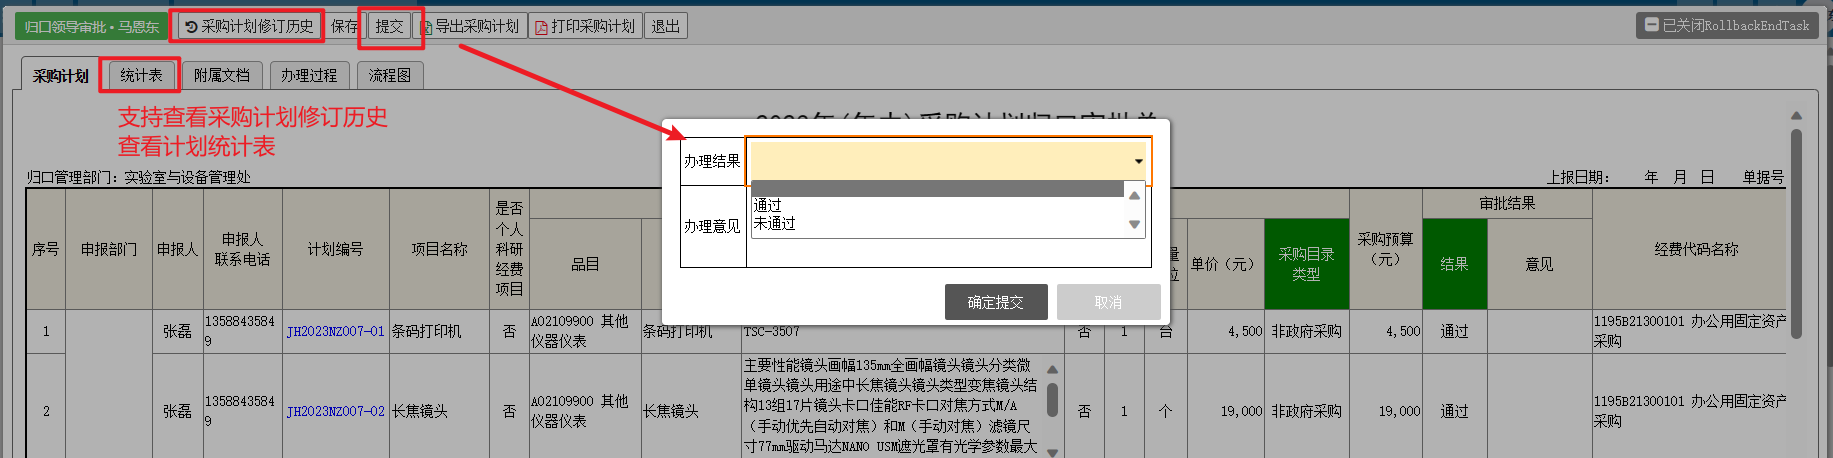 归口领导审批·马恩东
采购计划修订历史
保存
提交
导出采购计划
打印采购计划
退出
已关闭RollbackEndTask
采购计划
统计表
附属文档
办理过程
流程图
支持查看采购计划修订历史
查看计划统计表
归口管理部门：实验室与设备管理处
上报日期： 年 月 日 单据号
办理结果
通过
未通过
办理意见
确定提交
取消
序号
申报部门
申报人
申报人
联系电话
计划编号
项目名称
是否
个人
科研
经费
项目
品目
单价（元）
采购目录
类型
采购预算
（元）
审批结果
结果
意见
经费代码名称
1
张磊
1358843584
9
JH2023NZ007-01
条码打印机
否
A02109900 其他
仪器仪表
条码打印机
TSC-3507
否
1
台
4,500
非政府采购
4,500
通过
1195B21300101 办公用固定资产
采购
2
张磊
1358843584
9
JH2023NZ007-02
长焦镜头
否
A02109900 其他
仪器仪表
长焦镜头
主要性能镜头画幅135mm全画幅镜头镜头分类微
单镜头镜头用途中长焦镜头镜头类型变焦镜头结
构13组17片镜头卡口佳能RF卡口对焦方式M/A
（手动优先自动对焦）和M（手动对焦）滤镜尺
寸77mm驱动马达NANO USM遮光罩有光学参数最大
否
1
个
19,000
非政府采购
19,000
通过
1195B21300101 办公用固定资产
采购